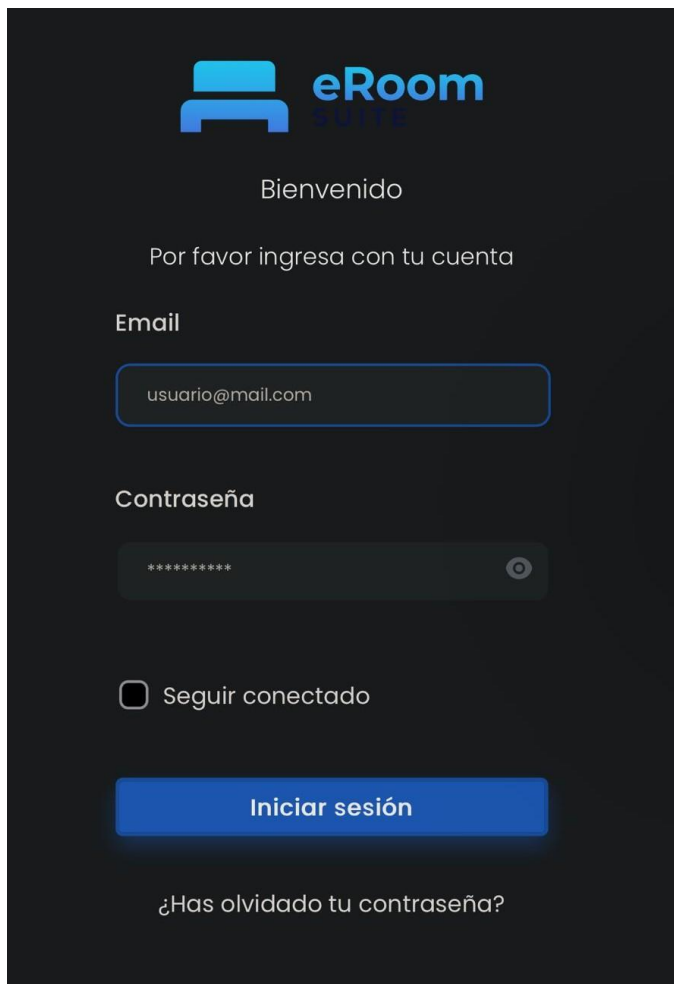 eRoom
SUITE
Bienvenido
Por favor ingresa con tu cuenta
Email
usuario@mail.com
Contraseña
**********
Seguir conectado
Iniciar sesión
¿Has olvidado tu contraseña?